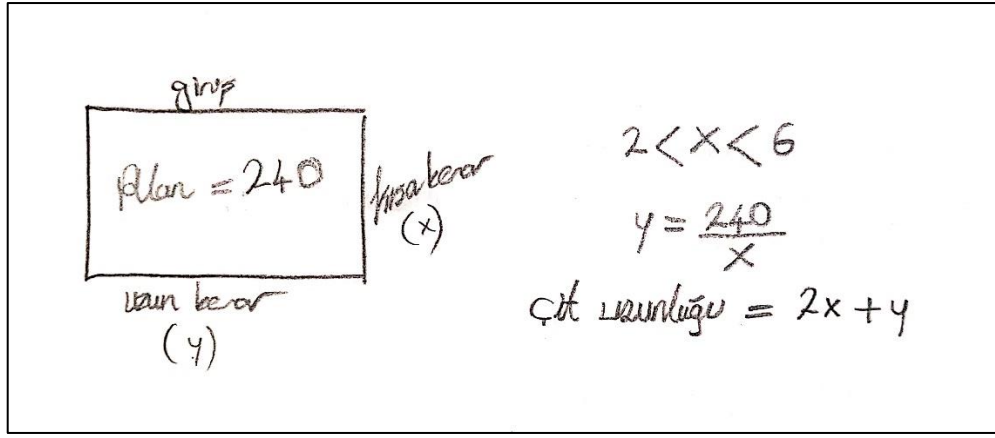 giriş
Alan = 240
kısa kenar
(x)
uzun kenar
(y)
2 < x < 6
y = 240
x
Çit uzunluğu = 2x + y